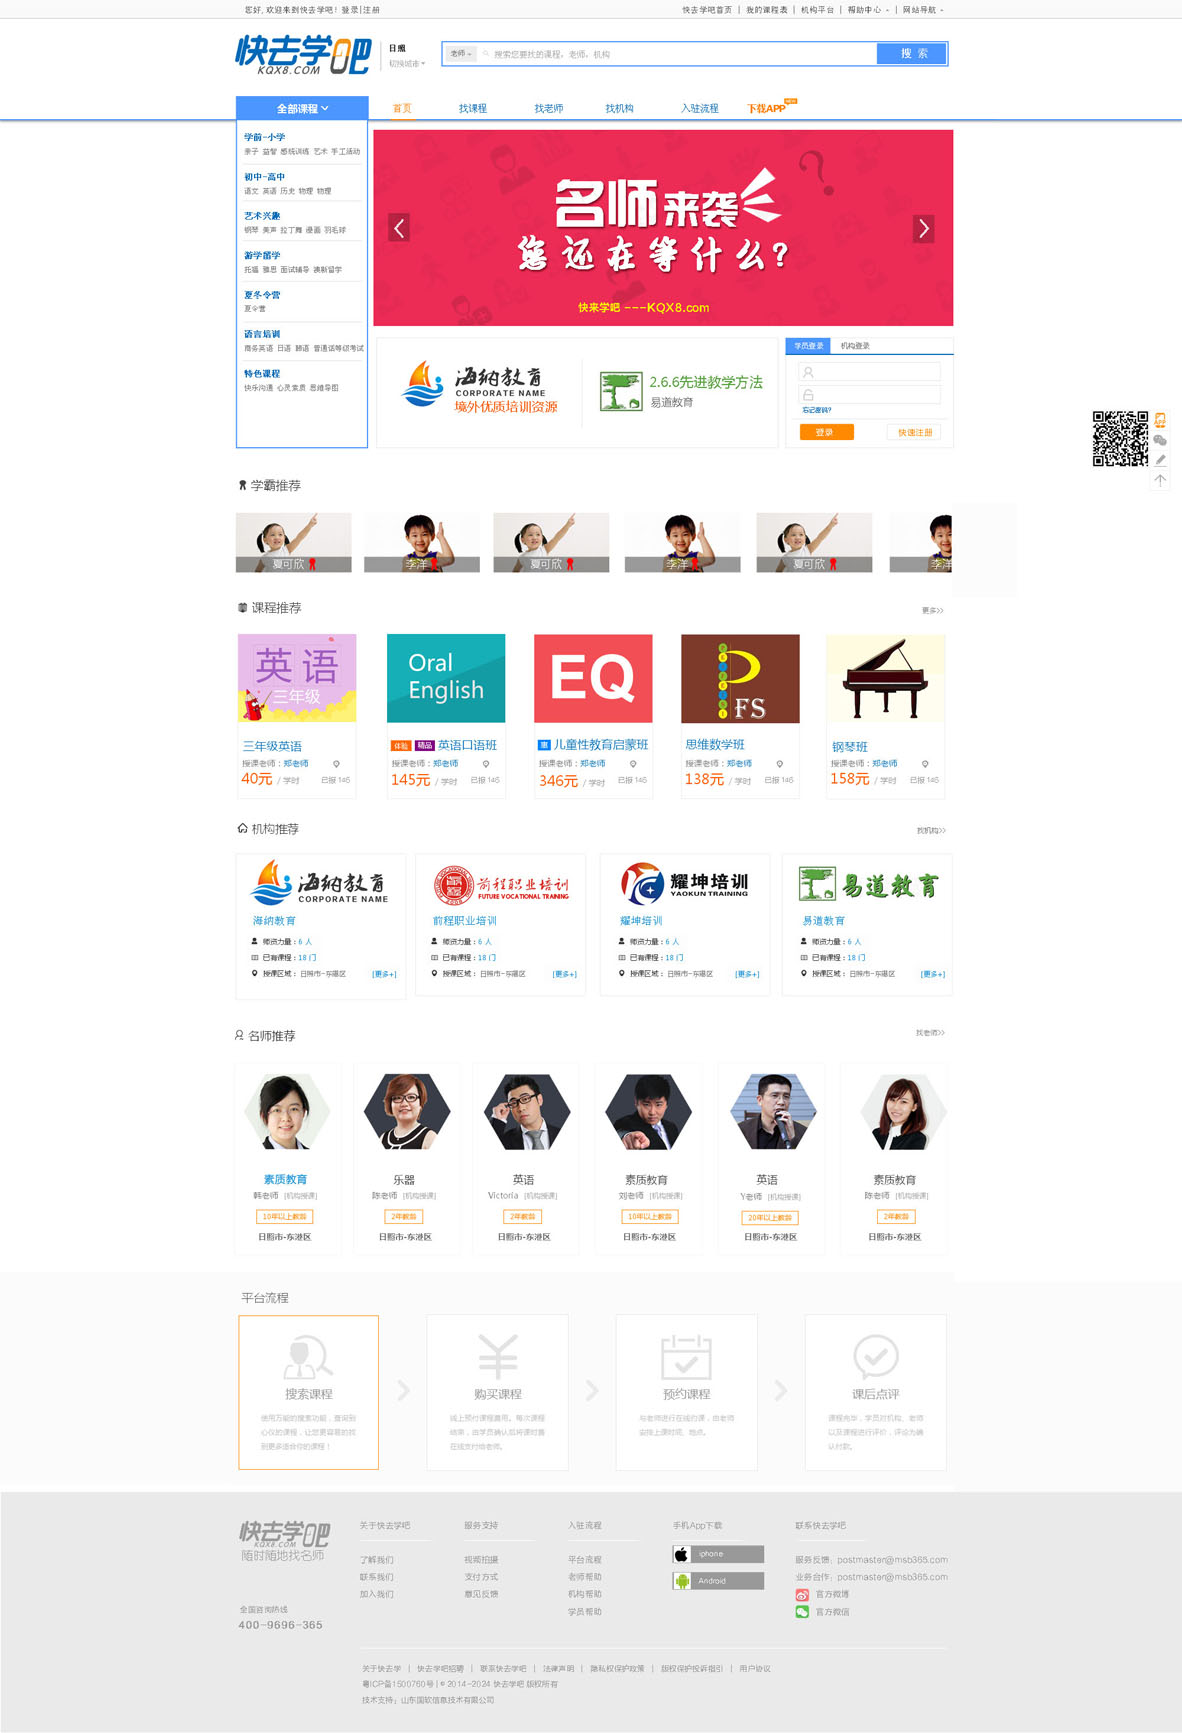 您好, 欢迎来到快去学吧! 登录|注册
快去学吧首页 | 我的课程表 | 机构平台 | 帮助中心 | 网站导航
快去学吧
KQX8.COM
日照
切换城市
老师
搜索您要找的课程，老师，机构
搜 索
全部课程
首页 找课程 找老师 找机构 入驻流程 下载APP
学前-小学
亲子 益智 感统训练 艺术 手工活动
初中-高中
语文 英语 历史 物理 物理
艺术兴趣
钢琴 美声 拉丁舞 漫画 羽毛球
游学留学
托福 雅思 面试辅导 澳新留学
夏冬令营
夏令营
语言培训
商务英语 日语 韩语 普通话等级考试
特色课程
快乐沟通 心灵素质 思维导图
名师来袭
您还在等什么?
快来学吧 ---KQX8.com
海纳教育
CORPORATE NAME
境外优质培训资源
2.6.6先进教学方法
易道教育
学员登录 机构登录
忘记密码?
登录
快速注册
APP
学霸推荐
夏可欣 李洋 夏可欣 李洋 夏可欣 李洋
课程推荐
更多>>
英语
三年级
Oral
English
EQ
FS
三年级英语
授课老师：郑老师
40元 / 学时 已报 145
体验 精品 英语口语班
授课老师：郑老师
145元 / 学时 已报 145
惠 儿童性教育启蒙班
授课老师：郑老师
346元 / 学时 已报 145
思维数学班
授课老师：郑老师
138元 / 学时 已报 145
钢琴班
授课老师：郑老师
158元 / 学时 已报 145
机构推荐
找机构>>
海纳教育
CORPORATE NAME
海纳教育
师资力量：6 人
已有课程：18 门
授课区域： 日照市-东港区 [更多+]
前程职业培训
FUTURE VOCATIONAL TRAINING
前程职业培训
师资力量：6 人
已有课程：18 门
授课区域： 日照市-东港区 [更多+]
耀坤培训
YAOKUN TRAINING
耀坤培训
师资力量：6 人
已有课程：18 门
授课区域： 日照市-东港区 [更多+]
易道教育
易道教育
师资力量：6 人
已有课程：18 门
授课区域： 日照市-东港区 [更多+]
名师推荐
找老师>>
素质教育
韩老师 [机构授课]
10年以上教龄
日照市-东港区
乐器
陈老师 [机构授课]
2年教龄
日照市-东港区
英语
Victoria [机构授课]
2年教龄
日照市-东港区
素质教育
刘老师 [机构授课]
10年以上教龄
日照市-东港区
英语
Y老师 [机构授课]
20年以上教龄
日照市-东港区
素质教育
陈老师 [机构授课]
2年教龄
日照市-东港区
平台流程
搜索课程
使用万能的搜索功能，查询到
心仪的课程，让您更容易的找
到更多适合你的课程！
购买课程
线上预付课程费用。每次课程
结束，由学员确认后将课时费
在线支付给老师。
预约课程
与老师进行在线约课，由老师
安排上课时间、地点。
课后点评
课程完毕，学员对机构、老师
以及课程进行评价，评论为确
认付款。
快去学吧
KQX8.COM
随时随地找名师
全国咨询热线
400-9696-365
关于快去学吧
了解我们
联系我们
加入我们
服务支持
视频拍摄
支付方式
意见反馈
入驻流程
平台流程
老师帮助
机构帮助
学员帮助
手机App下载
iphone
Android
联系快去学吧
服务反馈：postmaster@msb365.com
业务合作：postmaster@msb365.com
官方微博
官方微信
关于快去学 | 快去学吧招聘 | 联系快去学吧 | 法律声明 | 隐私权保护政策 | 版权保护投诉指引 | 用户协议
粤ICP备1500760号 | © 2014-2024 快去学吧 版权所有
技术支持：山东国软信息技术有限公司